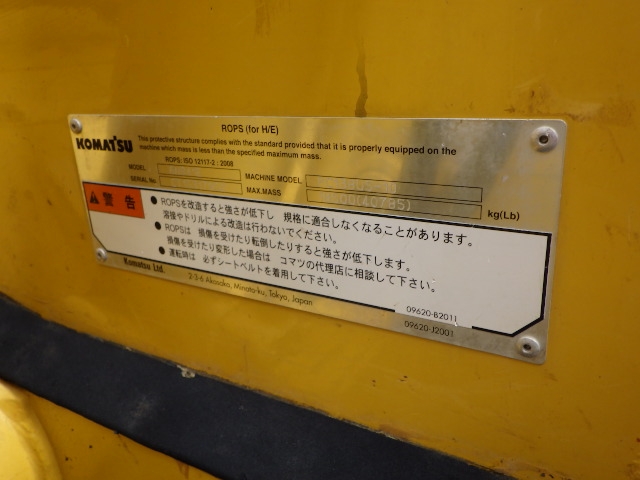 ROPS (for H/E)
KOMATSU
This protective structure complies with the standard provided that it is properly equipped on the
machine which mass is less than the specified maximum mass.
ROPS: ISO 12117-2 : 2008
MODEL
MACHINE MODEL
SERIAL No.
MAX.MASS
kg(Lb)
警告
● ROPSを改造すると強さが低下し 規格に適合しなくなることがあります。
溶接やドリルによる改造は行わないでください。
● ROPSは 損傷を受けたり転倒したりすると強さが低下します。
損傷を受けたり変形した場合は コマツの代理店に相談して下さい。
● 運転時は 必ずシートベルトを着用して下さい。
Komatsu Ltd.
2-3-6 Akasaka, Minato-ku, Tokyo, Japan
09620-B2011
09620-J2001